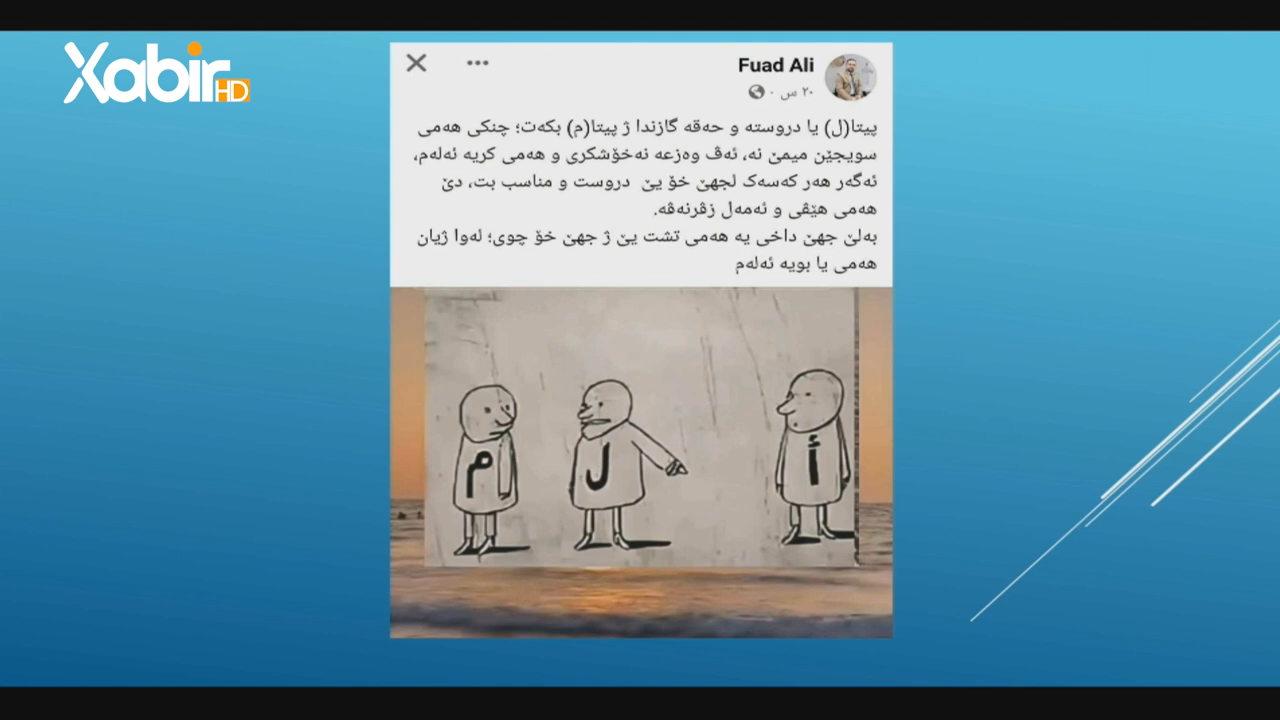 Xabir HD
Fuad Ali
٢٠ س ·
پیتا(ل) یا دروسته و حەقە گازندا ژ پیتا(م) بکەت؛ چنکی هەمی
سویچێن میمێ نە، ئەڤ وەزعە نەخۆشکری و هەمی کریە ئەلەم،
ئەگەر هەر کەسەک لجهێ خۆ یێ دروست و مناسب بت، دێ
هەمی هێڤی و ئەمەل زڤرنەڤە.
بەلێ جهێ داخی یە هەمی تشت یێ ژ جهێ خۆ چوی؛ لەوا ژیان
هەمی یا بویە ئەلەم
أ ل م